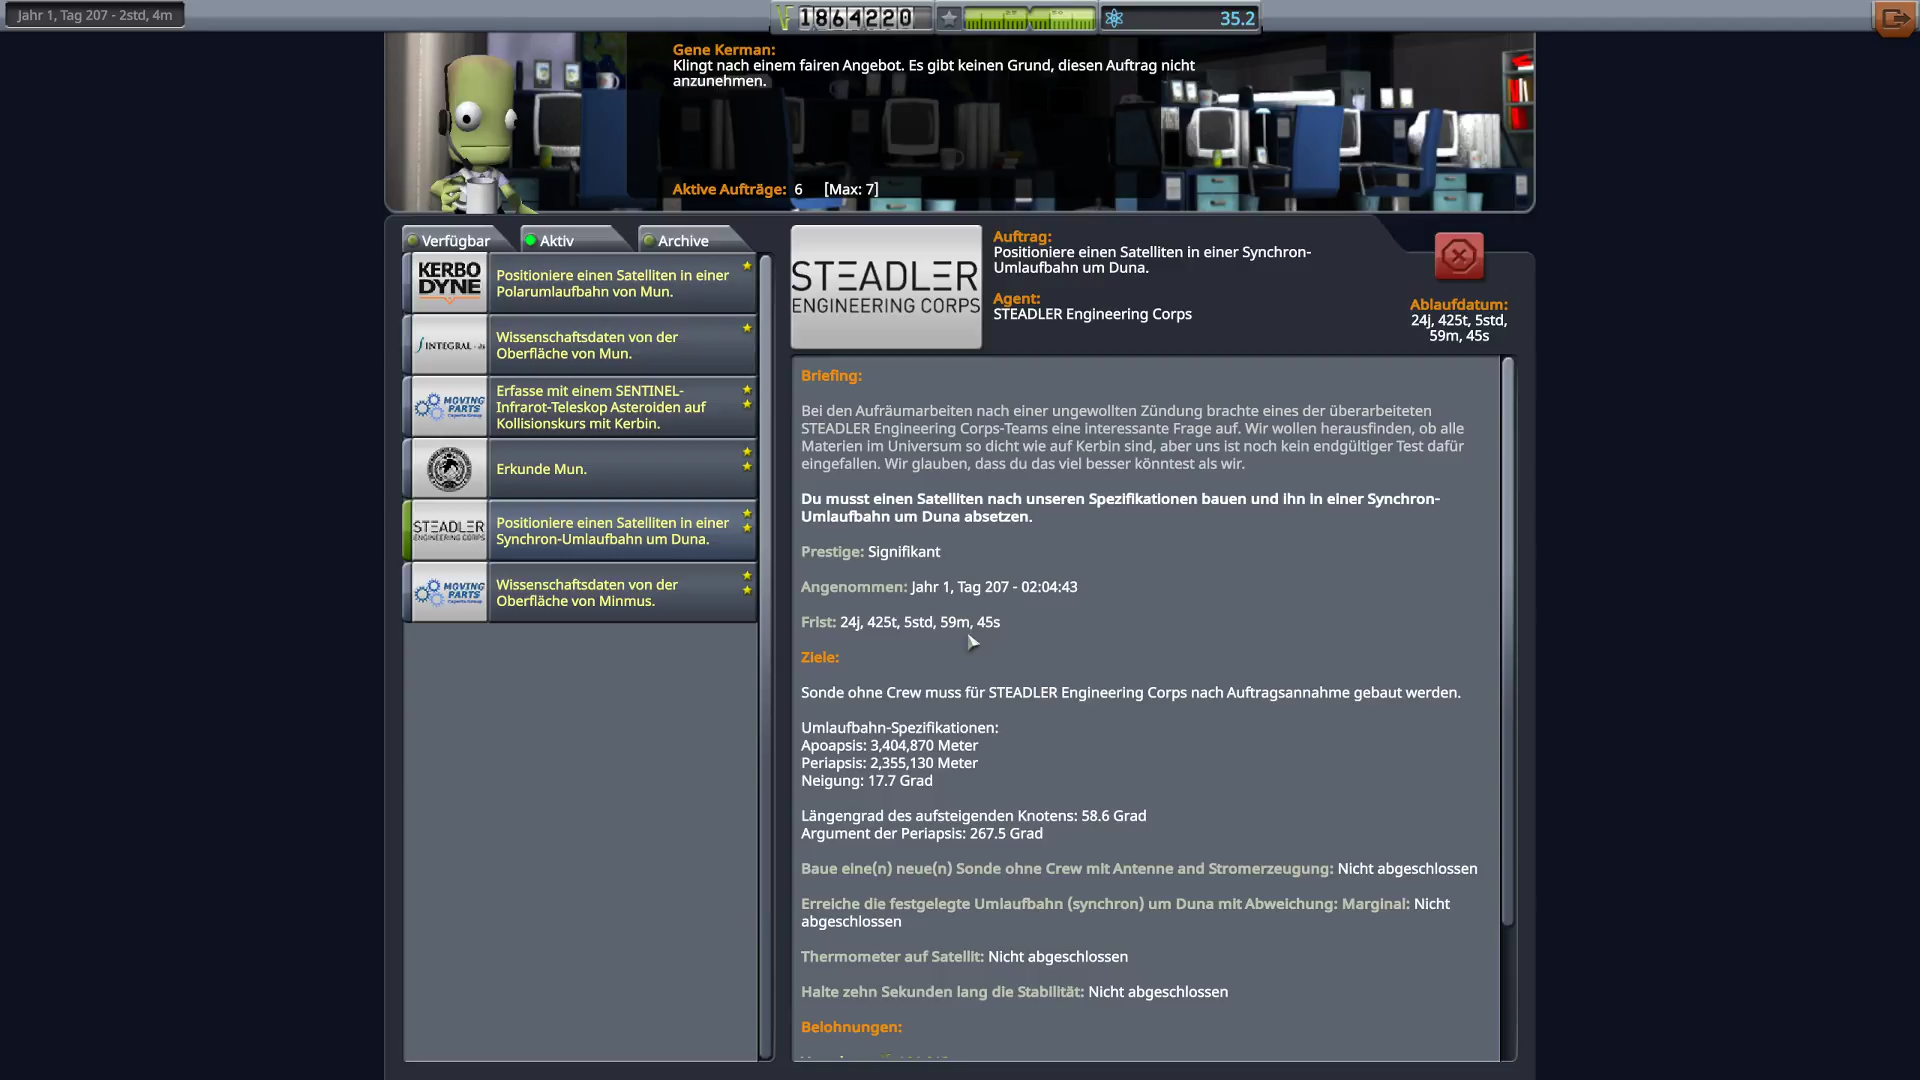 Jahr 1, Tag 207 - 2std, 4m
1864220
35.2
Gene Kerman:
Klingt nach einem fairen Angebot. Es gibt keinen Grund, diesen Auftrag nicht
anzunehmen.
Aktive Aufträge: 6 [Max: 7]
Verfügbar
Aktiv
Archive
KERBO
DYNE
Positioniere einen Satelliten in einer
Polarumlaufbahn von Mun.
INTEGRAL
Wissenschaftsdaten von der
Oberfläche von Mun.
MOVING
PARTS
Erfasse mit einem SENTINEL-
Infrarot-Teleskop Asteroiden auf
Kollisionskurs mit Kerbin.
Erkunde Mun.
STEADLER
ENGINEERING CORPS
Positioniere einen Satelliten in einer
Synchron-Umlaufbahn um Duna.
MOVING
PARTS
Wissenschaftsdaten von der
Oberfläche von Minmus.
STEADLER
ENGINEERING CORPS
Auftrag:
Positioniere einen Satelliten in einer Synchron-
Umlaufbahn um Duna.
Agent:
STEADLER Engineering Corps
Ablaufdatum:
24j, 425t, 5std,
59m, 45s
Briefing:
Bei den Aufräumarbeiten nach einer ungewollten Zündung brachte eines der überarbeiteten
STEADLER Engineering Corps-Teams eine interessante Frage auf. Wir wollen herausfinden, ob alle
Materien im Universum so dicht wie auf Kerbin sind, aber uns ist noch kein endgültiger Test dafür
eingefallen. Wir glauben, dass du das viel besser könntest als wir.
Du musst einen Satelliten nach unseren Spezifikationen bauen und ihn in einer Synchron-
Umlaufbahn um Duna absetzen.
Prestige: Signifikant
Angenommen: Jahr 1, Tag 207 - 02:04:43
Frist: 24j, 425t, 5std, 59m, 45s
Ziele:
Sonde ohne Crew muss für STEADLER Engineering Corps nach Auftragsannahme gebaut werden.
Umlaufbahn-Spezifikationen:
Apoapsis: 3,404,870 Meter
Periapsis: 2,355,130 Meter
Neigung: 17.7 Grad
Längengrad des aufsteigenden Knotens: 58.6 Grad
Argument der Periapsis: 267.5 Grad
Baue eine(n) neue(n) Sonde ohne Crew mit Antenne and Stromerzeugung: Nicht abgeschlossen
Erreiche die festgelegte Umlaufbahn (synchron) um Duna mit Abweichung: Marginal: Nicht
abgeschlossen
Thermometer auf Satellit: Nicht abgeschlossen
Halte zehn Sekunden lang die Stabilität: Nicht abgeschlossen
Belohnungen: